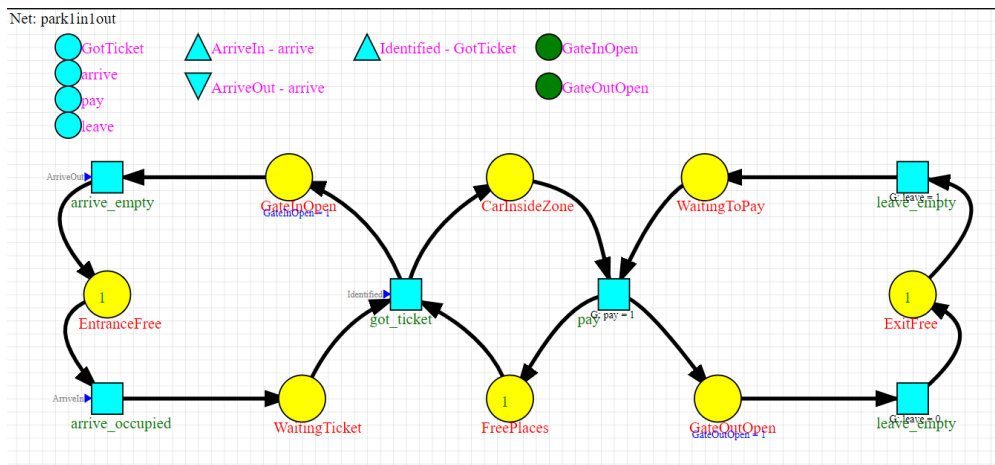 Net: park1in1out
GotTicket
ArriveIn - arrive
Identified - GotTicket
GateInOpen
arrive
ArriveOut - arrive
GateOutOpen
pay
leave
ArriveOut
arrive_empty
GateInOpen
GateInOpen = 1
CarInsideZone
WaitingToPay
G: leave = 1
leave_empty
1
EntranceFree
Identified
got_ticket
pay
G: pay = 1
1
ExitFree
ArriveIn
arrive_occupied
WaitingTicket
1
FreePlaces
GateOutOpen
GateOutOpen = 1
G: leave = 0
leave_empty